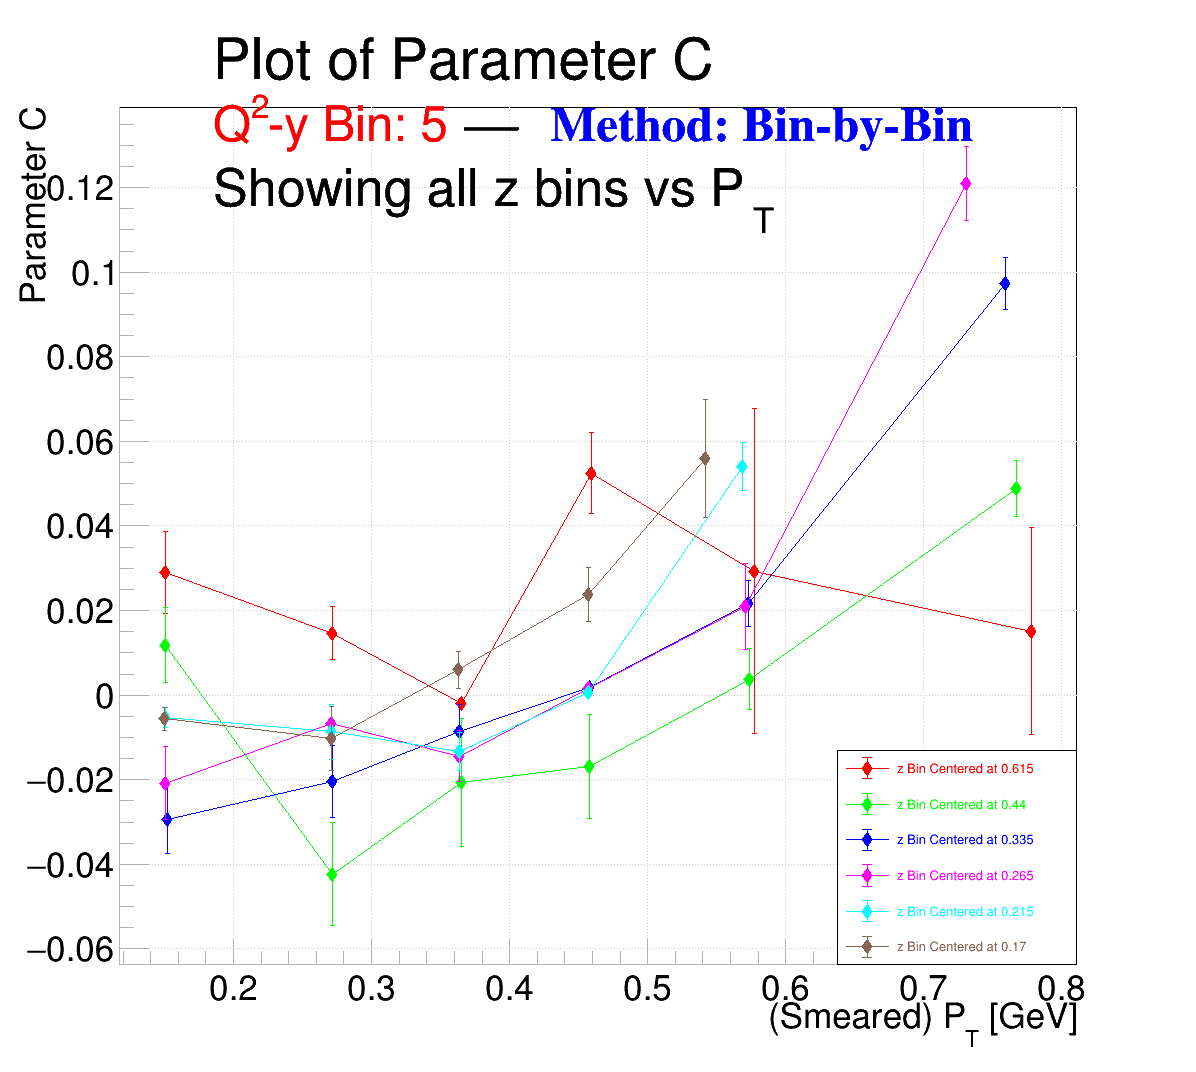 Plot of Parameter C
Q²-y Bin: 5 — Method: Bin-by-Bin
Showing all z bins vs P_T
Parameter C
0.12
0.1
0.08
0.06
0.04
0.02
0
−0.02
−0.04
−0.06
z Bin Centered at 0.615
z Bin Centered at 0.44
z Bin Centered at 0.335
z Bin Centered at 0.265
z Bin Centered at 0.215
z Bin Centered at 0.17
0.2 0.3 0.4 0.5 0.6 0.7 0.8
(Smeared) P_T [GeV]